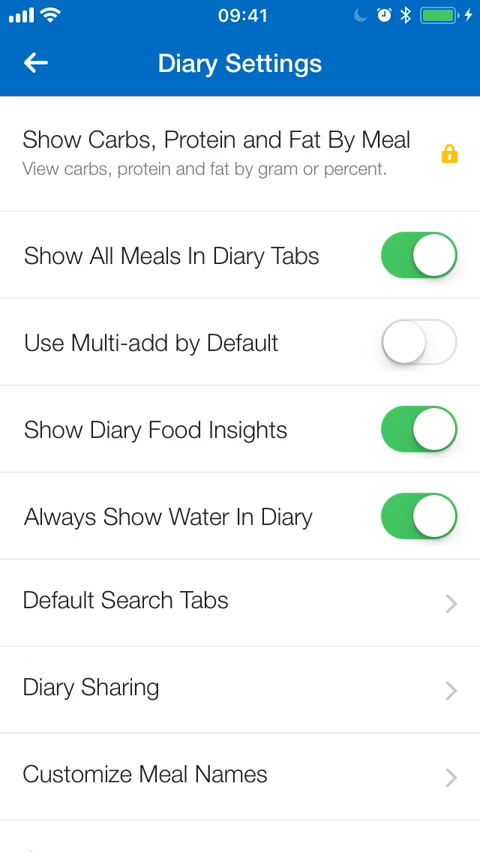 09:41
Diary Settings
Show Carbs, Protein and Fat By Meal
View carbs, protein and fat by gram or percent.
Show All Meals In Diary Tabs
Use Multi-add by Default
Show Diary Food Insights
Always Show Water In Diary
Default Search Tabs
Diary Sharing
Customize Meal Names